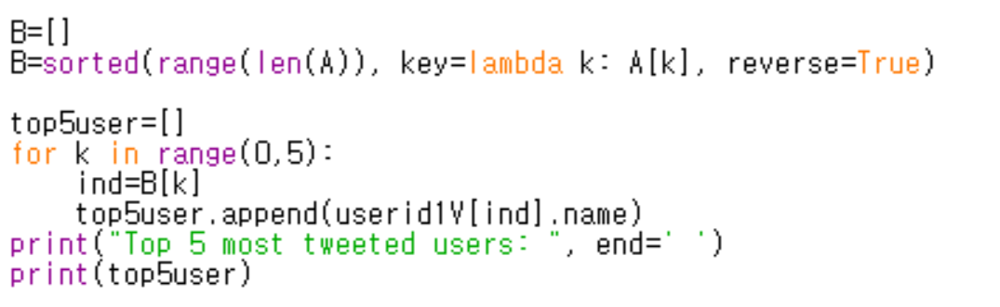 B=[]
B=sorted(range(len(A)), key=lambda k: A[k], reverse=True)
top5user=[]
for k in range(0,5):
    ind=B[k]
    top5user.append(userid1V[ind].name)
print("Top 5 most tweeted users: ", end=' ')
print(top5user)